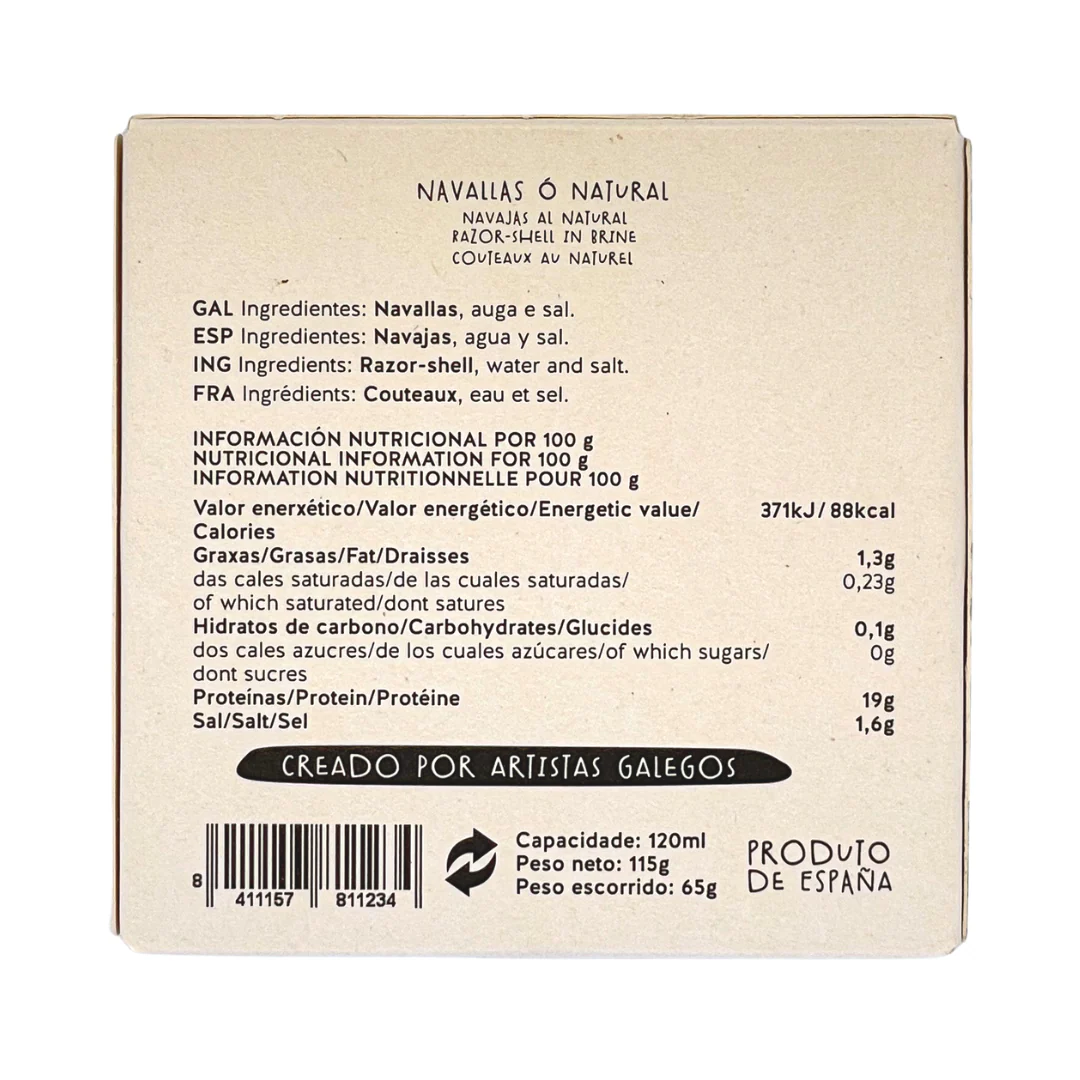 NAVALLAS Ó NATURAL
NAVAJAS AL NATURAL
RAZOR-SHELL IN BRINE
COUTEAUX AU NATUREL
GAL Ingredientes: Navallas, auga e sal.
ESP Ingredientes: Navajas, agua y sal.
ING Ingredients: Razor-shell, water and salt.
FRA Ingrédients: Couteaux, eau et sel.
INFORMACIÓN NUTRICIONAL POR 100 g
NUTRICIONAL INFORMATION FOR 100 g
INFORMATION NUTRITIONNELLE POUR 100 g
Valor enerxético/Valor energético/Energetic value/ 371kJ/88kcal
Calories
Graxas/Grasas/Fat/Draisses 1,3g
das cales saturadas/de las cuales saturadas/ 0,23g
of which saturated/dont satures
Hidratos de carbono/Carbohydrates/Glucides 0,1g
dos cales azucres/de los cuales azúcares/of which sugars/ 0g
dont sucres
Proteínas/Protein/Protéine 19g
Sal/Salt/Sel 1,6g
CREADO POR ARTISTAS GALEGOS
Capacidade: 120ml
Peso neto: 115g
Peso escorrido: 65g
PRODUTO
DE ESPAÑA
8 411157 811234